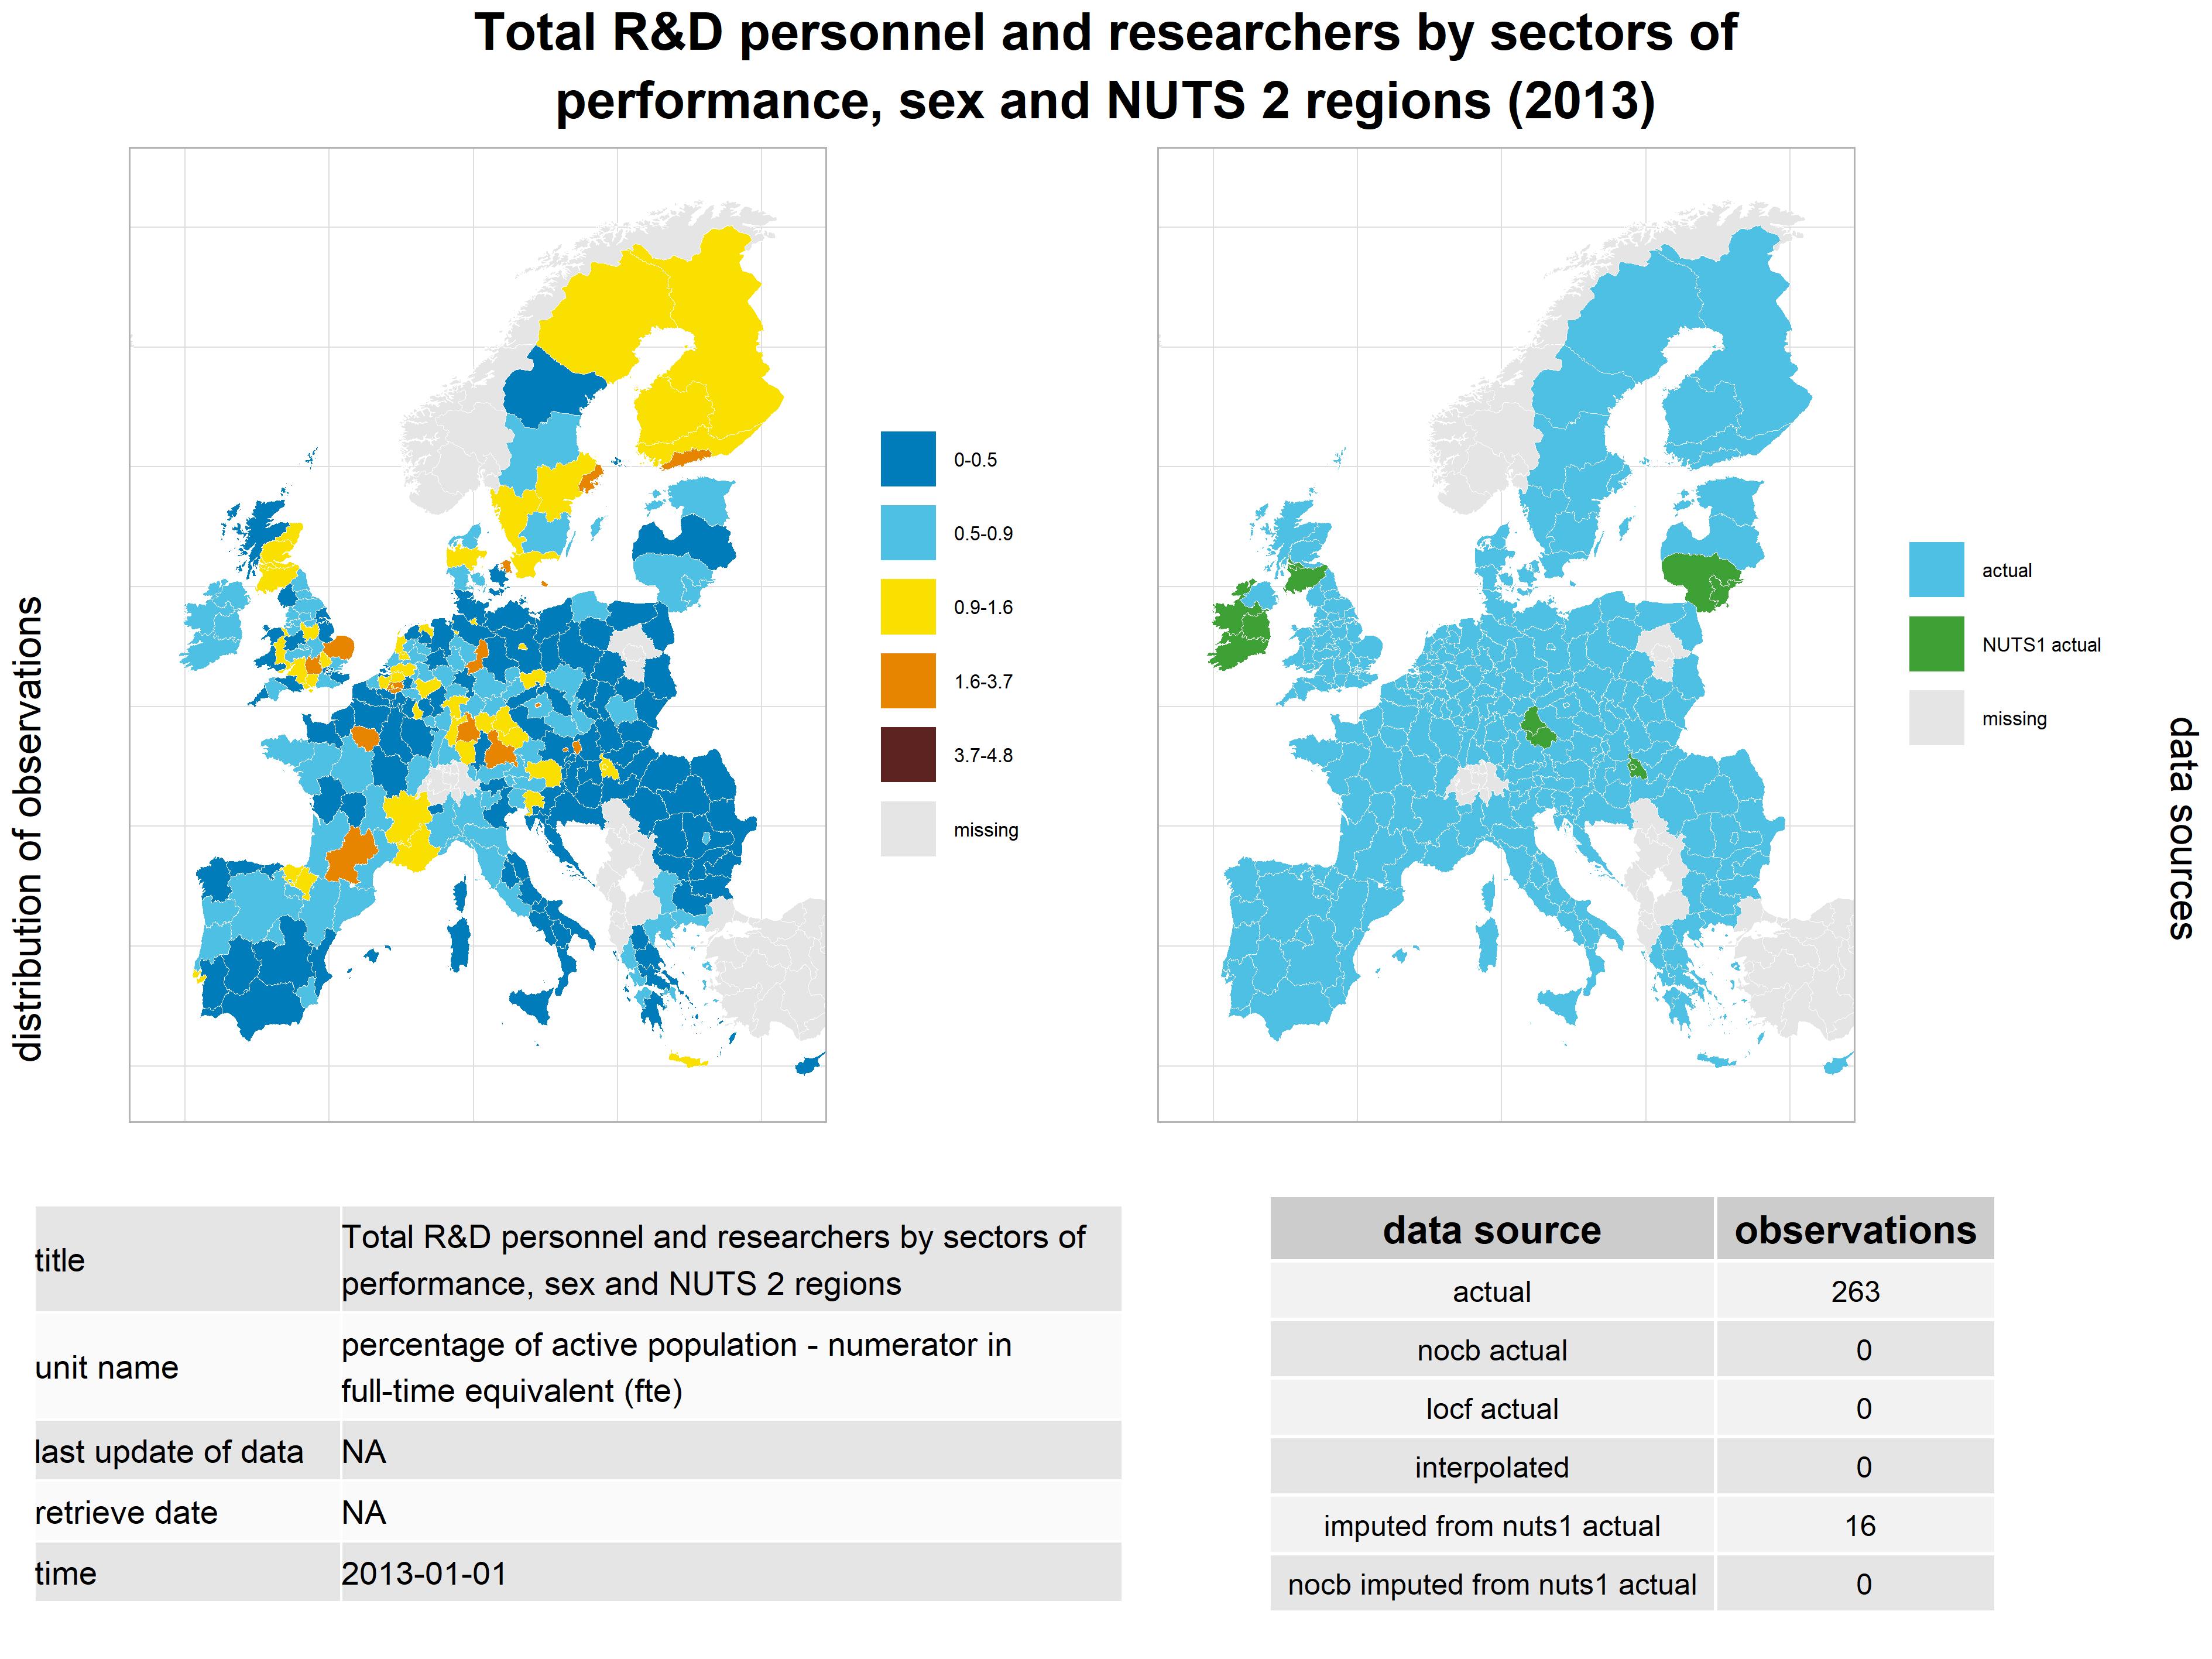 Total R&D personnel and researchers by sectors of
performance, sex and NUTS 2 regions (2013)
distribution of observations
0-0.5
0.5-0.9
0.9-1.6
1.6-3.7
3.7-4.8
missing
actual
NUTS1 actual
missing
data sources
title
Total R&D personnel and researchers by sectors of
performance, sex and NUTS 2 regions
unit name
percentage of active population - numerator in
full-time equivalent (fte)
last update of data NA
retrieve date NA
time 2013-01-01
data source observations
actual 263
nocb actual 0
locf actual 0
interpolated 0
imputed from nuts1 actual 16
nocb imputed from nuts1 actual 0